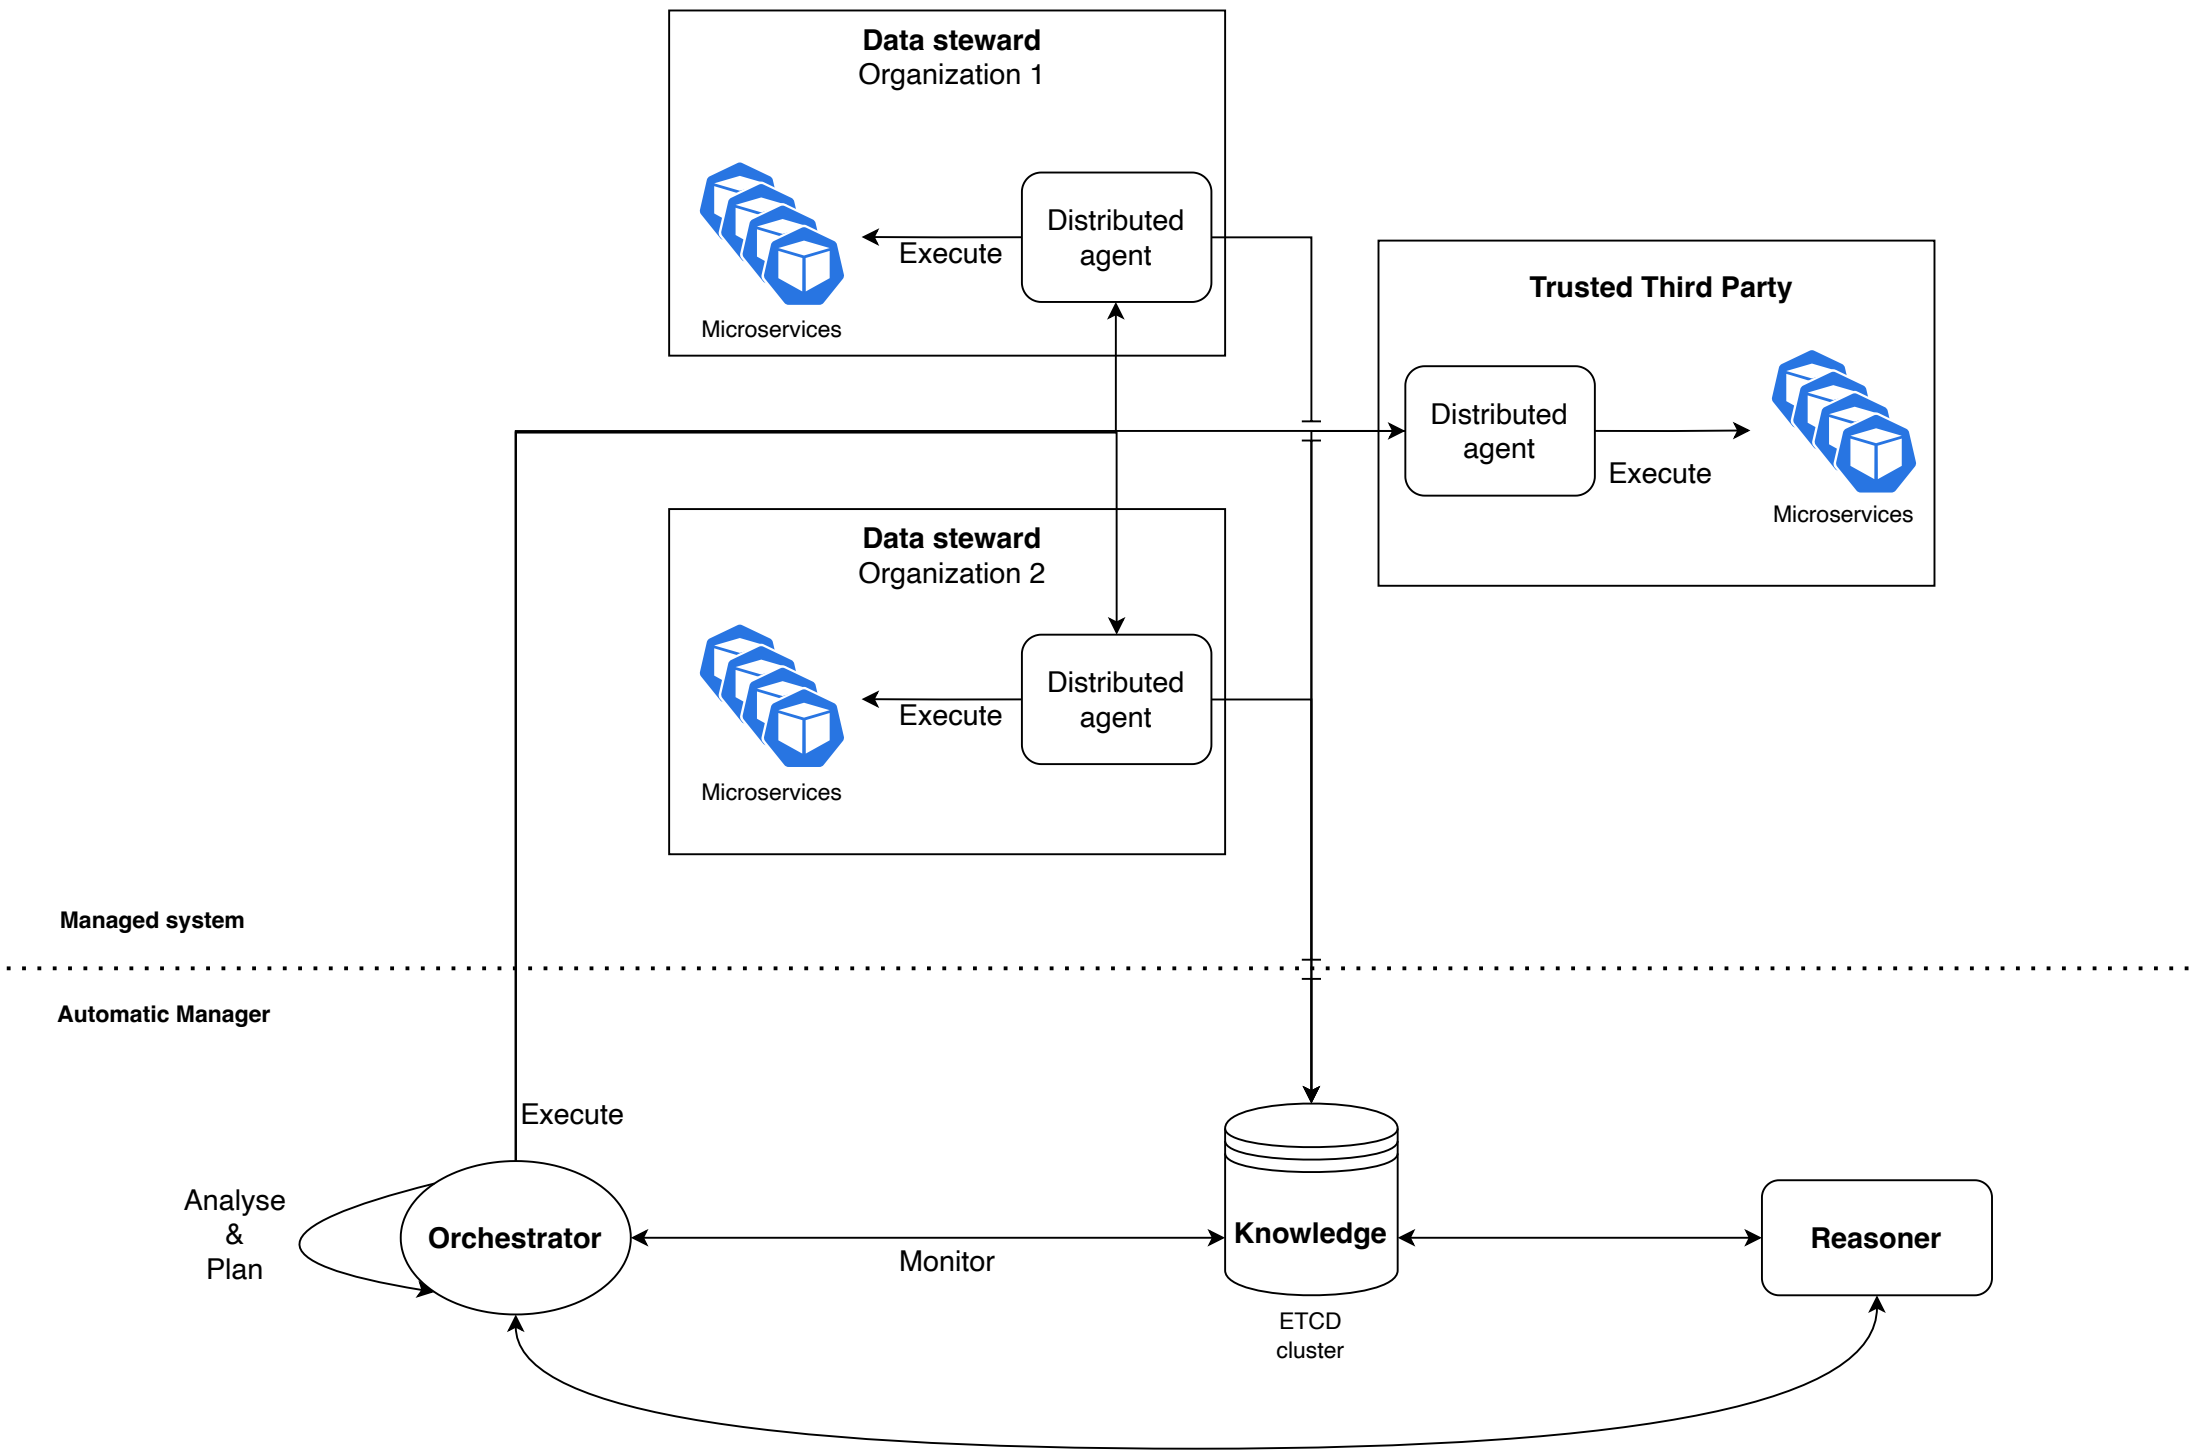 Data steward
Organization 1
Distributed
agent
Execute
Microservices
Trusted Third Party
Distributed
agent
Execute
Microservices
Data steward
Organization 2
Distributed
agent
Execute
Microservices
Managed system
Automatic Manager
Execute
Analyse
&
Plan
Orchestrator
Monitor
Knowledge
Reasoner
ETCD
cluster